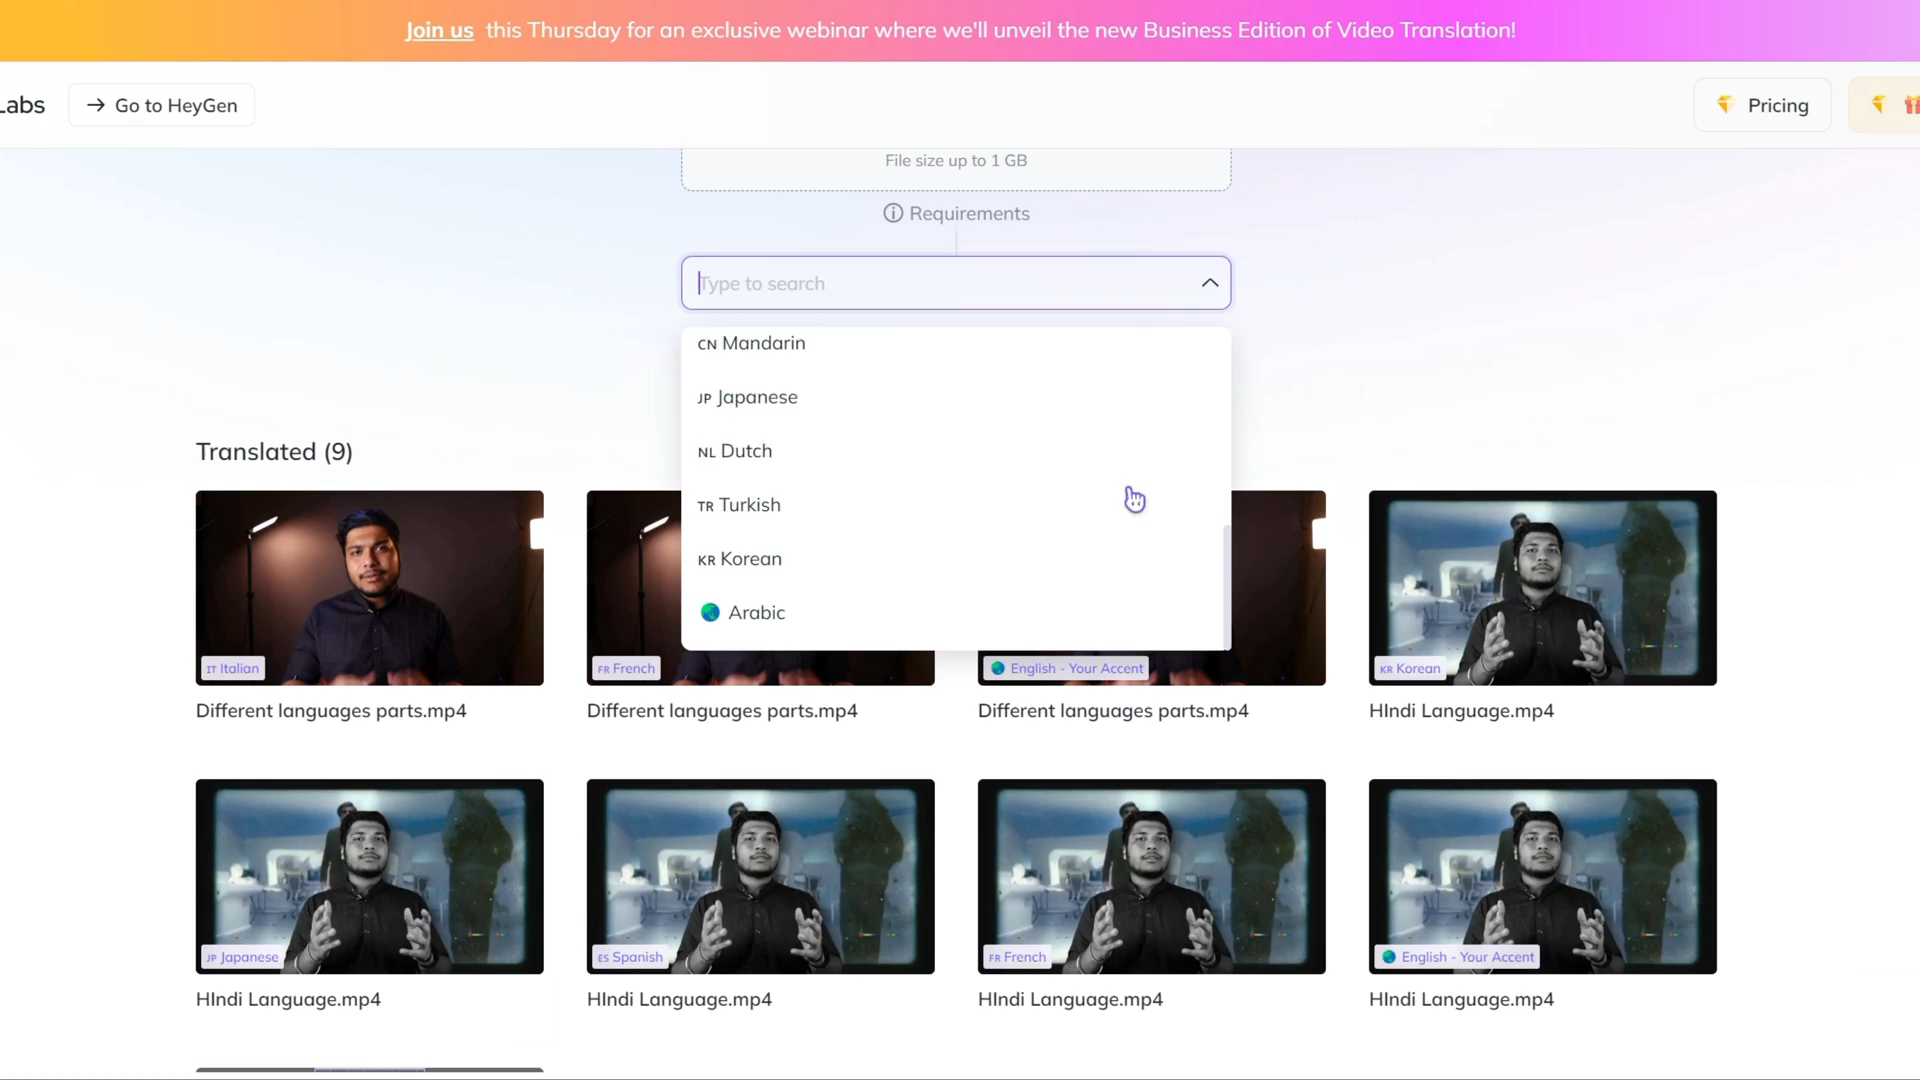 Join us this Thursday for an exclusive webinar where we'll unveil the new Business Edition of Video Translation!
Labs
Go to HeyGen
Pricing
File size up to 1 GB
Requirements
Type to search
CN Mandarin
JP Japanese
NL Dutch
TR Turkish
KR Korean
Arabic
Translated (9)
IT Italian
FR French
English - Your Accent
KR Korean
Different languages parts.mp4
Different languages parts.mp4
Different languages parts.mp4
HIndi Language.mp4
JP Japanese
ES Spanish
FR French
English - Your Accent
HIndi Language.mp4
HIndi Language.mp4
HIndi Language.mp4
HIndi Language.mp4